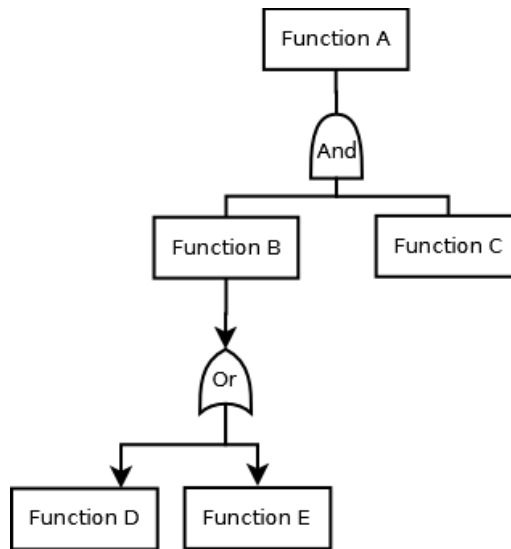 Function A
And
Function B
Function C
Or
Function D
Function E